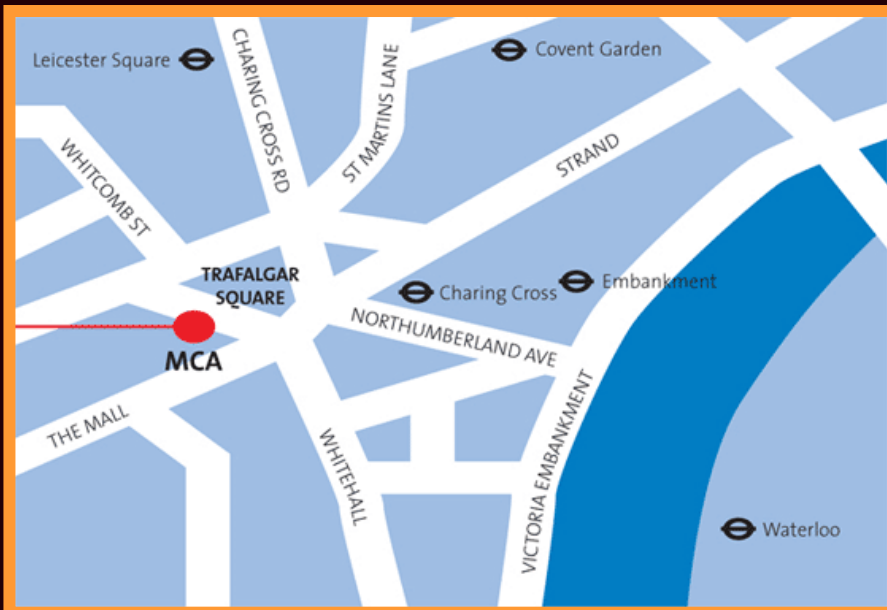 Leicester Square
CHARING CROSS RD
ST MARTINS LANE
Covent Garden
WHITCOMB ST
STRAND
TRAFALGAR
SQUARE
Charing Cross
Embankment
MCA
NORTHUMBERLAND AVE
THE MALL
WHITEHALL
VICTORIA EMBANKMENT
Waterloo